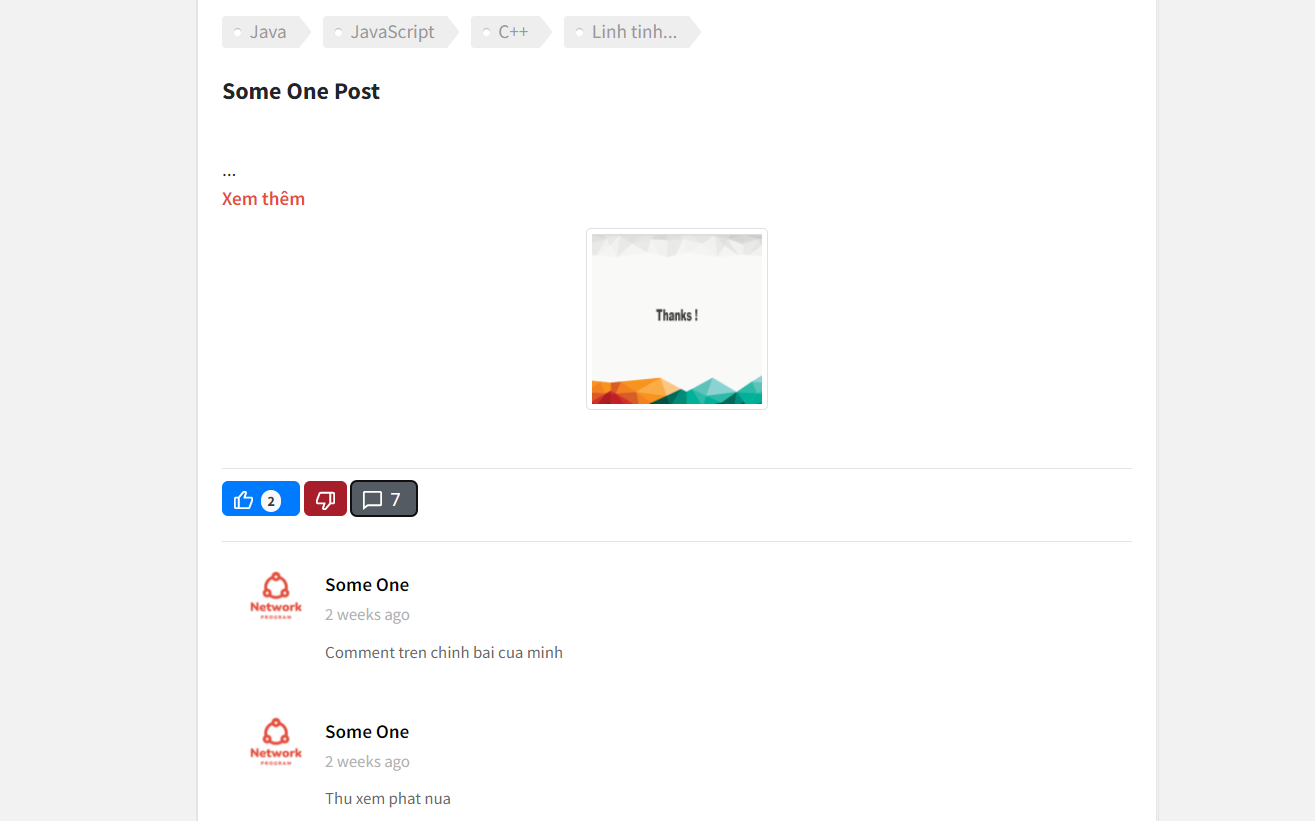 Java JavaScript C++ Linh tinh...
Some One Post
...
Xem thêm
Thanks !
2 7
Network
PROGRAM
Some One
2 weeks ago
Comment tren chinh bai cua minh
Network
PROGRAM
Some One
2 weeks ago
Thu xem phat nua